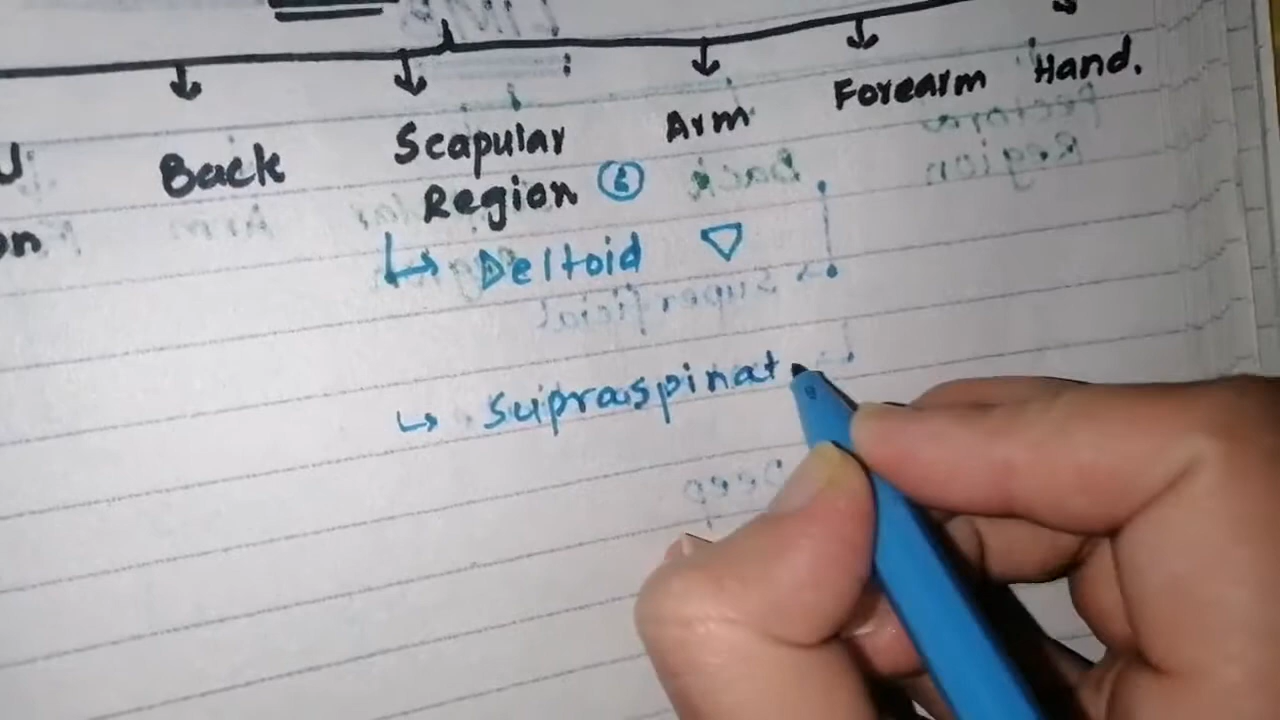 Back
Scapular
Region 6
Arm
Forearm
Hand.
↳ Deltoid ▽
↳ Supraspinat